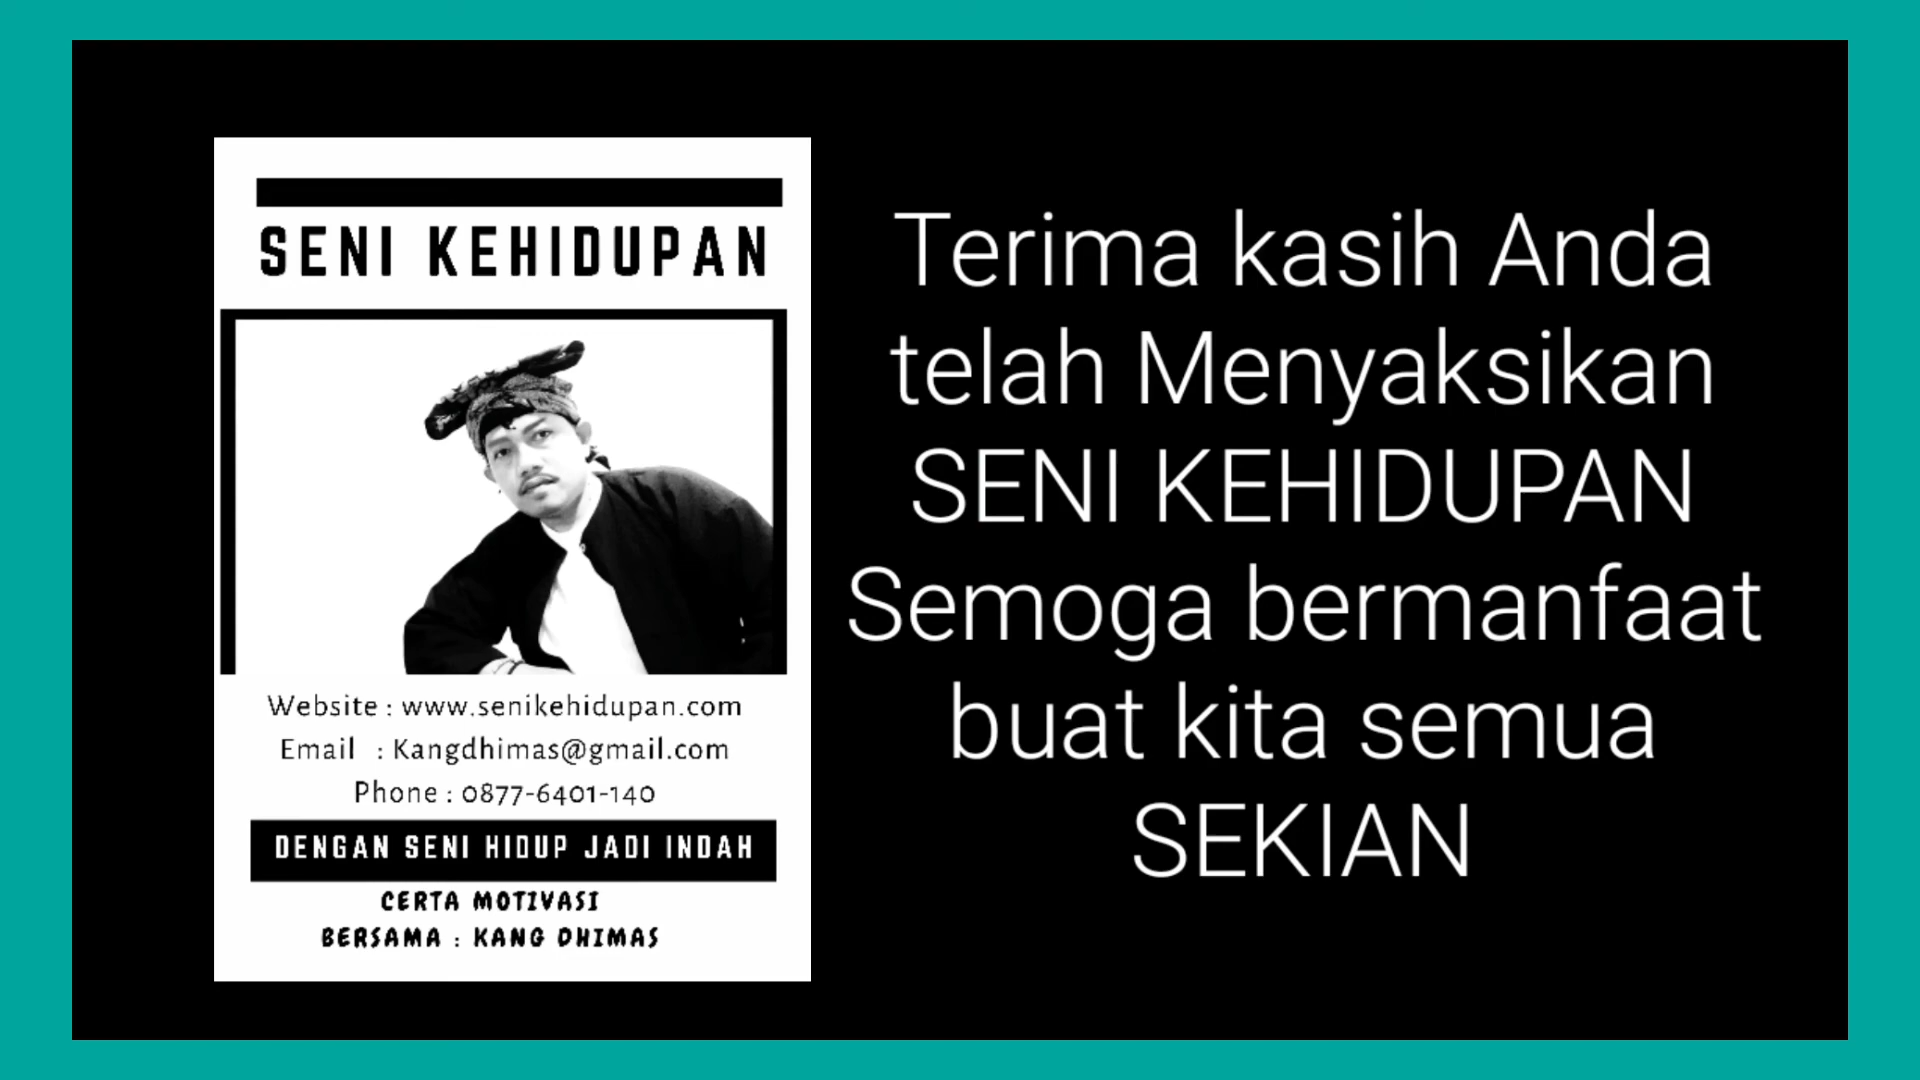 SENI KEHIDUPAN
Website : www.senikehidupan.com
Email : Kangdhimas@gmail.com
Phone : 0877-6401-140
DENGAN SENI HIDUP JADI INDAH
CERTA MOTIVASI
BERSAMA : KANG DHIMAS
Terima kasih Anda
telah Menyaksikan
SENI KEHIDUPAN
Semoga bermanfaat
buat kita semua
SEKIAN